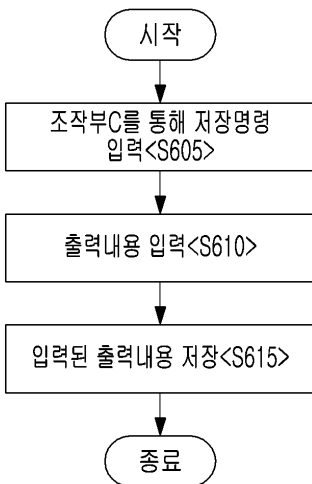 시작
조작부C를 통해 저장명령
입력<S605>
출력내용 입력<S610>
입력된 출력내용 저장<S615>
종료